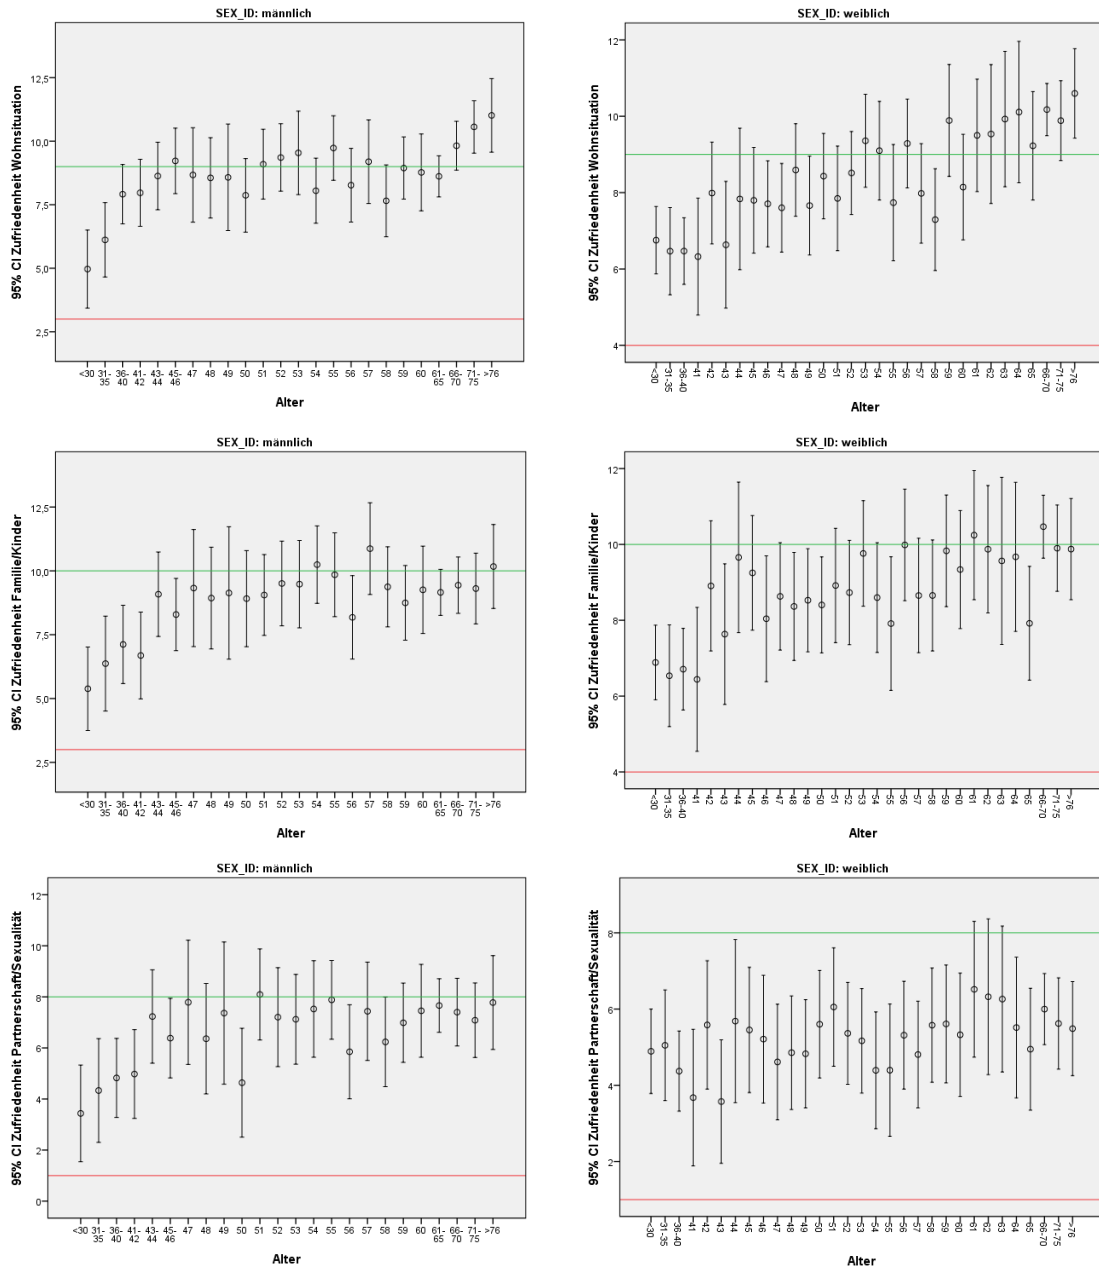 SEX_ID: männlich
95% CI Zufriedenheit Wohnsituation
12,5
10,0
7,5
5,0
2,5
<30 31-35 36-40 41-42 43-44 45-46 47 48 49 50 51 52 53 54 55 56 57 58 59 60 61-65 66-70 71-75 >76
Alter
SEX_ID: weiblich
95% CI Zufriedenheit Wohnsituation
12
10
8
6
4
<30 31-35 36-40 41 42 43 44 45 46 47 48 49 50 51 52 53 54 55 56 57 58 59 60 61 62 63 64 65 66-70 71-75 >76
Alter
SEX_ID: männlich
95% CI Zufriedenheit Familie/Kinder
12,5
10,0
7,5
5,0
2,5
<30 31-35 36-40 41-42 43-44 45-46 47 48 49 50 51 52 53 54 55 56 57 58 59 60 61-65 66-70 71-75 >76
Alter
SEX_ID: weiblich
95% CI Zufriedenheit Familie/Kinder
12
10
8
6
4
<30 31-35 36-40 41 42 43 44 45 46 47 48 49 50 51 52 53 54 55 56 57 58 59 60 61 62 63 64 65 66-70 71-75 >76
Alter
SEX_ID: männlich
95% CI Zufriedenheit Partnerschaft/Sexualität
12
10
8
6
4
2
0
<30 31-35 36-40 41-42 43-44 45-46 47 48 49 50 51 52 53 54 55 56 57 58 59 60 61-65 66-70 71-75 >76
Alter
SEX_ID: weiblich
95% CI Zufriedenheit Partnerschaft/Sexualität
8
6
4
2
<30 31-35 36-40 41 42 43 44 45 46 47 48 49 50 51 52 53 54 55 56 57 58 59 60 61 62 63 64 65 66-70 71-75 >76
Alter